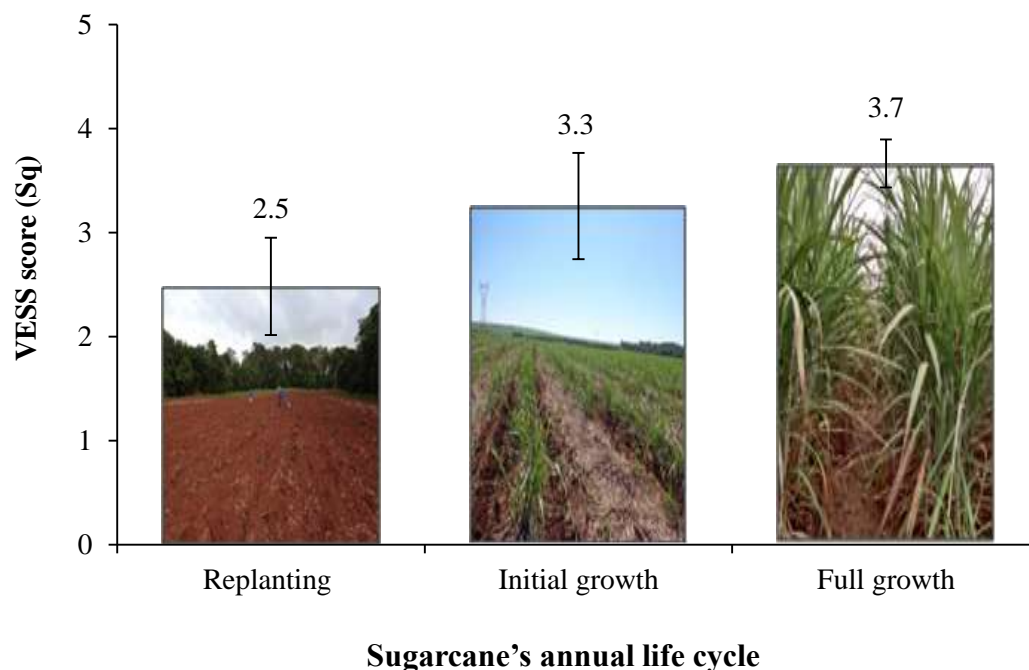 5
4
3
2
1
0
VESS score (Sq)
2.5
3.3
3.7
Replanting
Initial growth
Full growth
Sugarcane’s annual life cycle